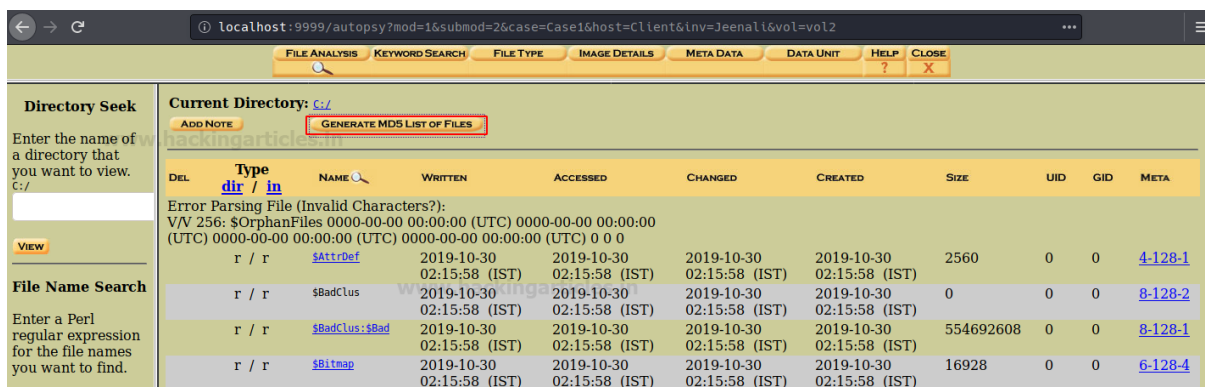 localhost:9999/autopsy?mod=1&submod=2&case=Case1&host=Client&inv=Jeenali&vol=vol2
FILE ANALYSIS KEYWORD SEARCH FILE TYPE IMAGE DETAILS META DATA DATA UNIT HELP CLOSE
? X
Directory Seek
Enter the name of
a directory that
you want to view.
C:/
VIEW
File Name Search
Enter a Perl
regular expression
for the file names
you want to find.
Current Directory: C:/
ADD NOTE GENERATE MD5 LIST OF FILES
www.hackingarticles.in
DEL Type dir / in NAME WRITTEN ACCESSED CHANGED CREATED SIZE UID GID META
Error Parsing File (Invalid Characters?):
V/V 256: $OrphanFiles 0000-00-00 00:00:00 (UTC) 0000-00-00 00:00:00
(UTC) 0000-00-00 00:00:00 (UTC) 0000-00-00 00:00:00 (UTC) 0 0 0
r / r $AttrDef 2019-10-30 2019-10-30 2019-10-30 2019-10-30 2560 0 0 4-128-1
02:15:58 (IST) 02:15:58 (IST) 02:15:58 (IST) 02:15:58 (IST)
r / r $BadClus 2019-10-30 2019-10-30 2019-10-30 2019-10-30 0 0 0 8-128-2
02:15:58 (IST) 02:15:58 (IST) 02:15:58 (IST) 02:15:58 (IST)
www.hackingarticles.in
r / r $BadClus:$Bad 2019-10-30 2019-10-30 2019-10-30 2019-10-30 554692608 0 0 8-128-1
02:15:58 (IST) 02:15:58 (IST) 02:15:58 (IST) 02:15:58 (IST)
r / r $Bitmap 2019-10-30 2019-10-30 2019-10-30 2019-10-30 16928 0 0 6-128-4
02:15:58 (IST) 02:15:58 (IST) 02:15:58 (IST) 02:15:58 (IST)